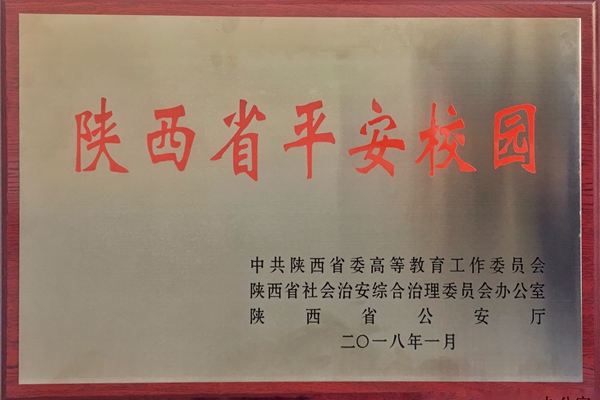 陕西省平安校园
中共陕西省委高等教育工作委员会
陕西省社会治安综合治理委员会办公室
陕西省公安厅
二〇一八年一月